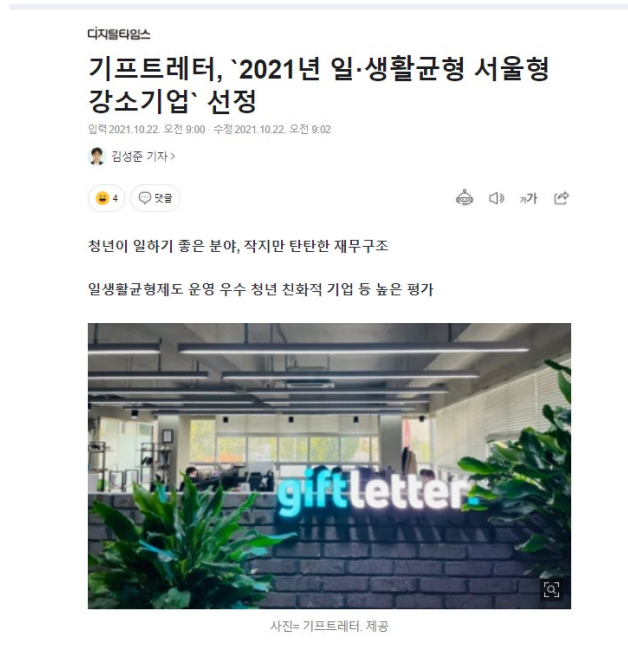 디지털타임스
기프트레터, `2021년 일·생활균형 서울형
강소기업` 선정
입력 2021.10.22. 오전 9:00 · 수정 2021.10.22. 오전 9:02
김성준 기자 >
4 댓글 가가
청년이 일하기 좋은 분야, 작지만 탄탄한 재무구조
일생활균형제도 운영 우수 청년 친화적 기업 등 높은 평가
giftletter.
사진= 기프트레터. 제공